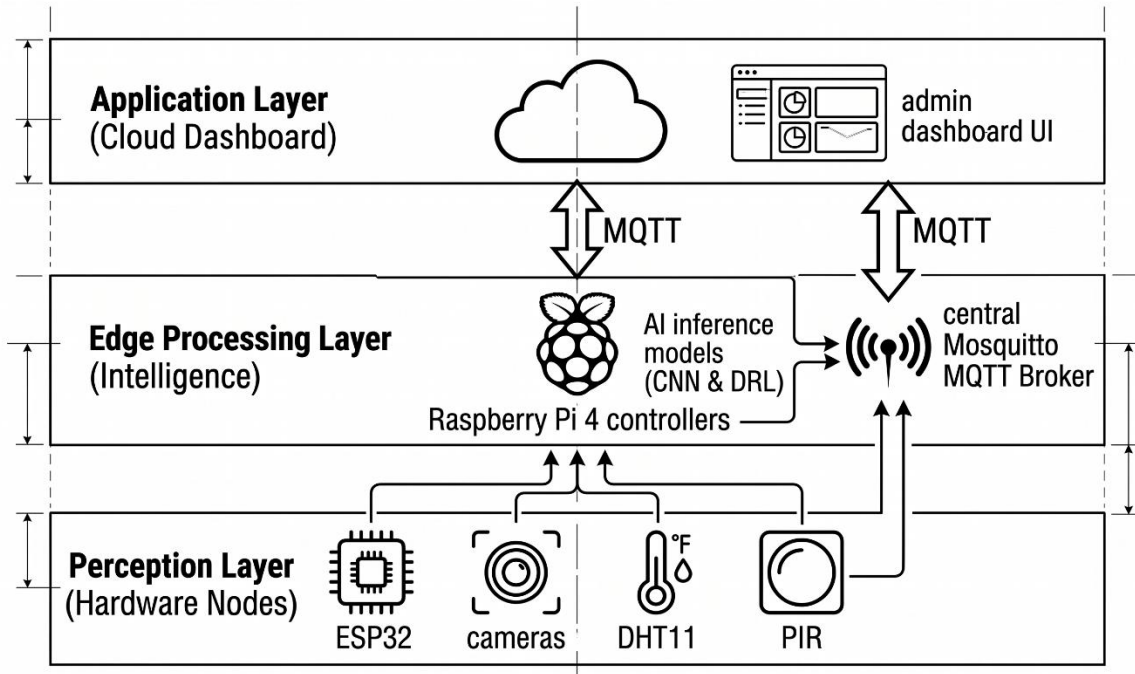 Application Layer
(Cloud Dashboard)
admin
dashboard UI
MQTT
MQTT
Edge Processing Layer
(Intelligence)
AI inference
models
(CNN & DRL)
Raspberry Pi 4 controllers
central
Mosquitto
MQTT Broker
Perception Layer
(Hardware Nodes)
ESP32
cameras
°F
DHT11
PIR